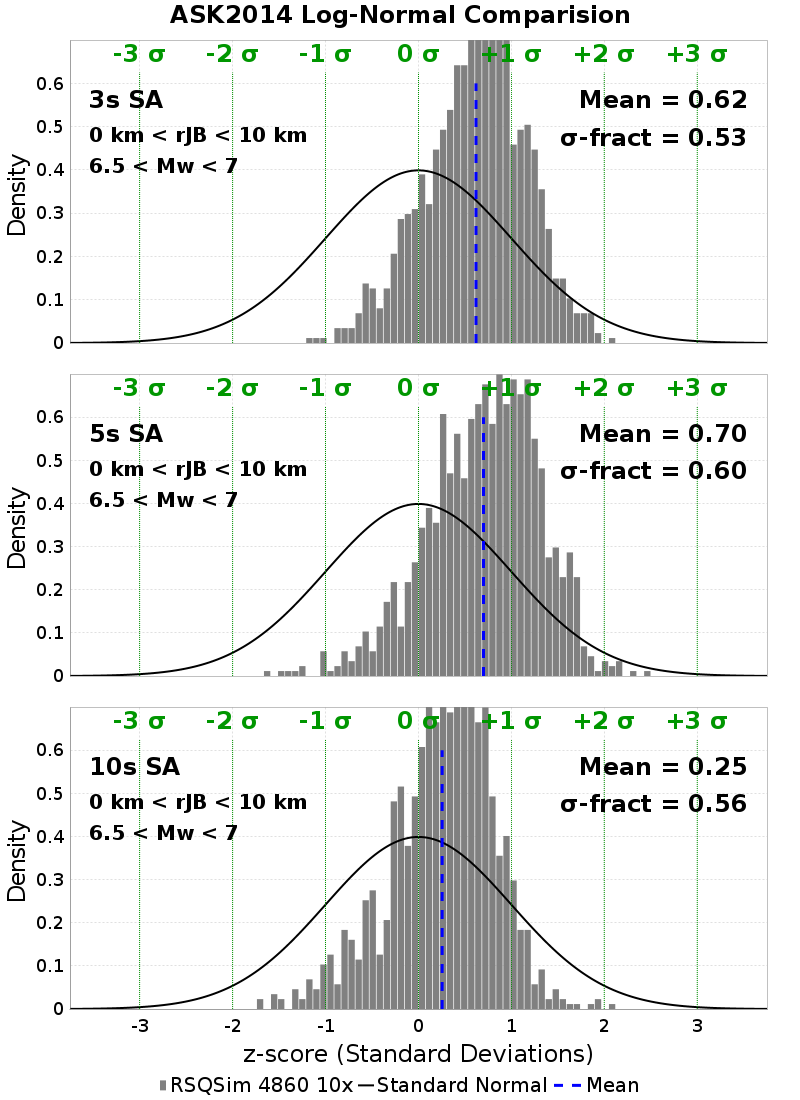 ASK2014 Log-Normal Comparision
-3 σ -2 σ -1 σ 0 σ +1 σ +2 σ +3 σ
3s SA
Mean = 0.62
0 km < rJB < 10 km
σ-fract = 0.53
6.5 < Mw < 7
Density
0.6
0.5
0.4
0.3
0.2
0.1
0
-3 σ -2 σ -1 σ 0 σ +1 σ +2 σ +3 σ
5s SA
Mean = 0.70
0 km < rJB < 10 km
σ-fract = 0.60
6.5 < Mw < 7
Density
0.6
0.5
0.4
0.3
0.2
0.1
0
-3 σ -2 σ -1 σ 0 σ +1 σ +2 σ +3 σ
10s SA
Mean = 0.25
0 km < rJB < 10 km
σ-fract = 0.56
6.5 < Mw < 7
Density
0.6
0.5
0.4
0.3
0.2
0.1
0
-3 -2 -1 0 1 2 3
z-score (Standard Deviations)
RSQSim 4860 10x Standard Normal Mean